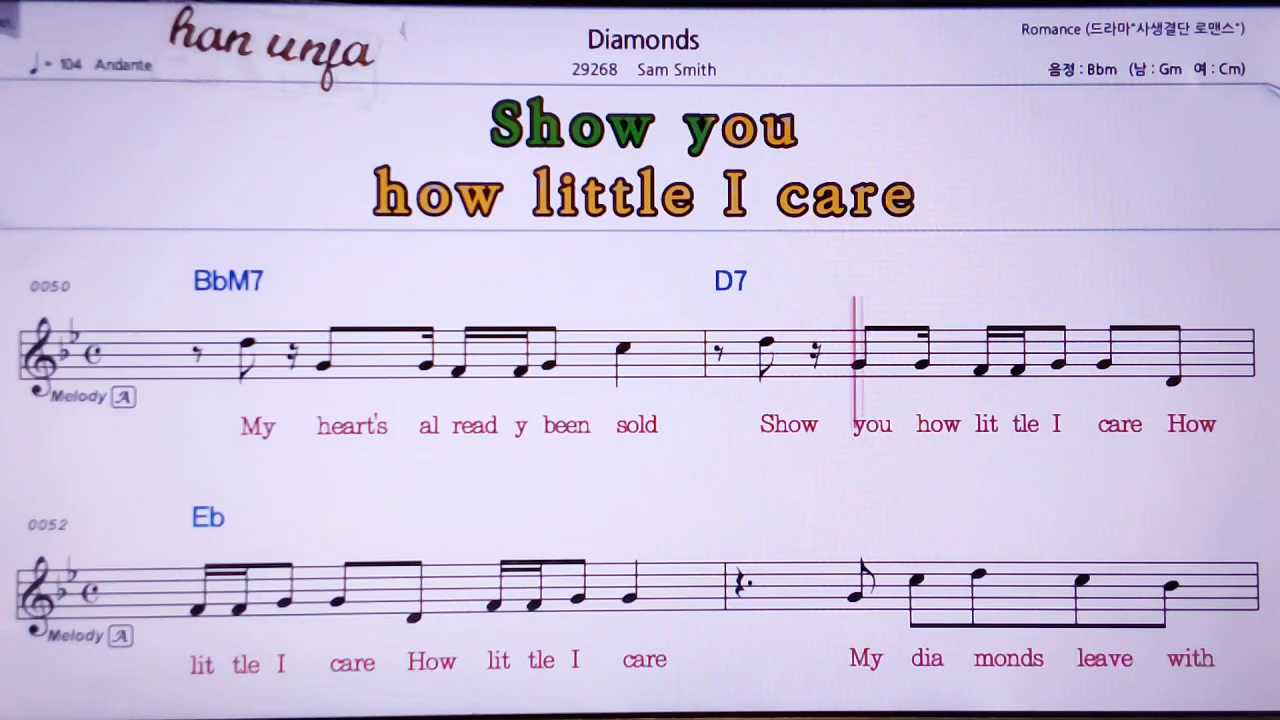 han unfa
Diamonds
Romance (드라마"사생결단 로맨스")
♩= 104 Andante
29268 Sam Smith
음정 : Bbm (남 : Gm 여 : Cm)
Show you
how little I care
0050
BbM7 D7
Melody A
My heart's al read y been sold Show you how lit tle I care How
0052
Eb
Melody A
lit tle I care How lit tle I care My dia monds leave with